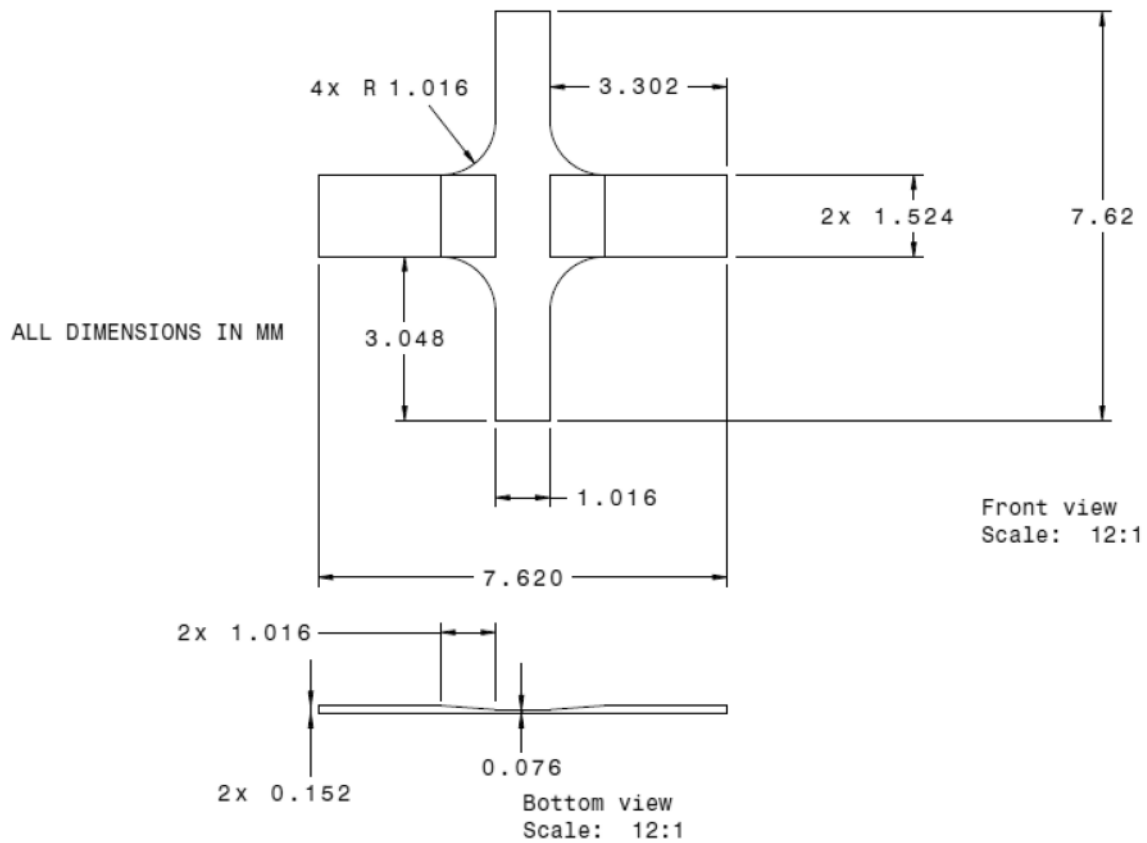 4x R 1.016
3.302
2x 1.524
7.62
ALL DIMENSIONS IN MM
3.048
1.016
Front view
Scale: 12:1
7.620
2x 1.016
0.076
2x 0.152
Bottom view
Scale: 12:1